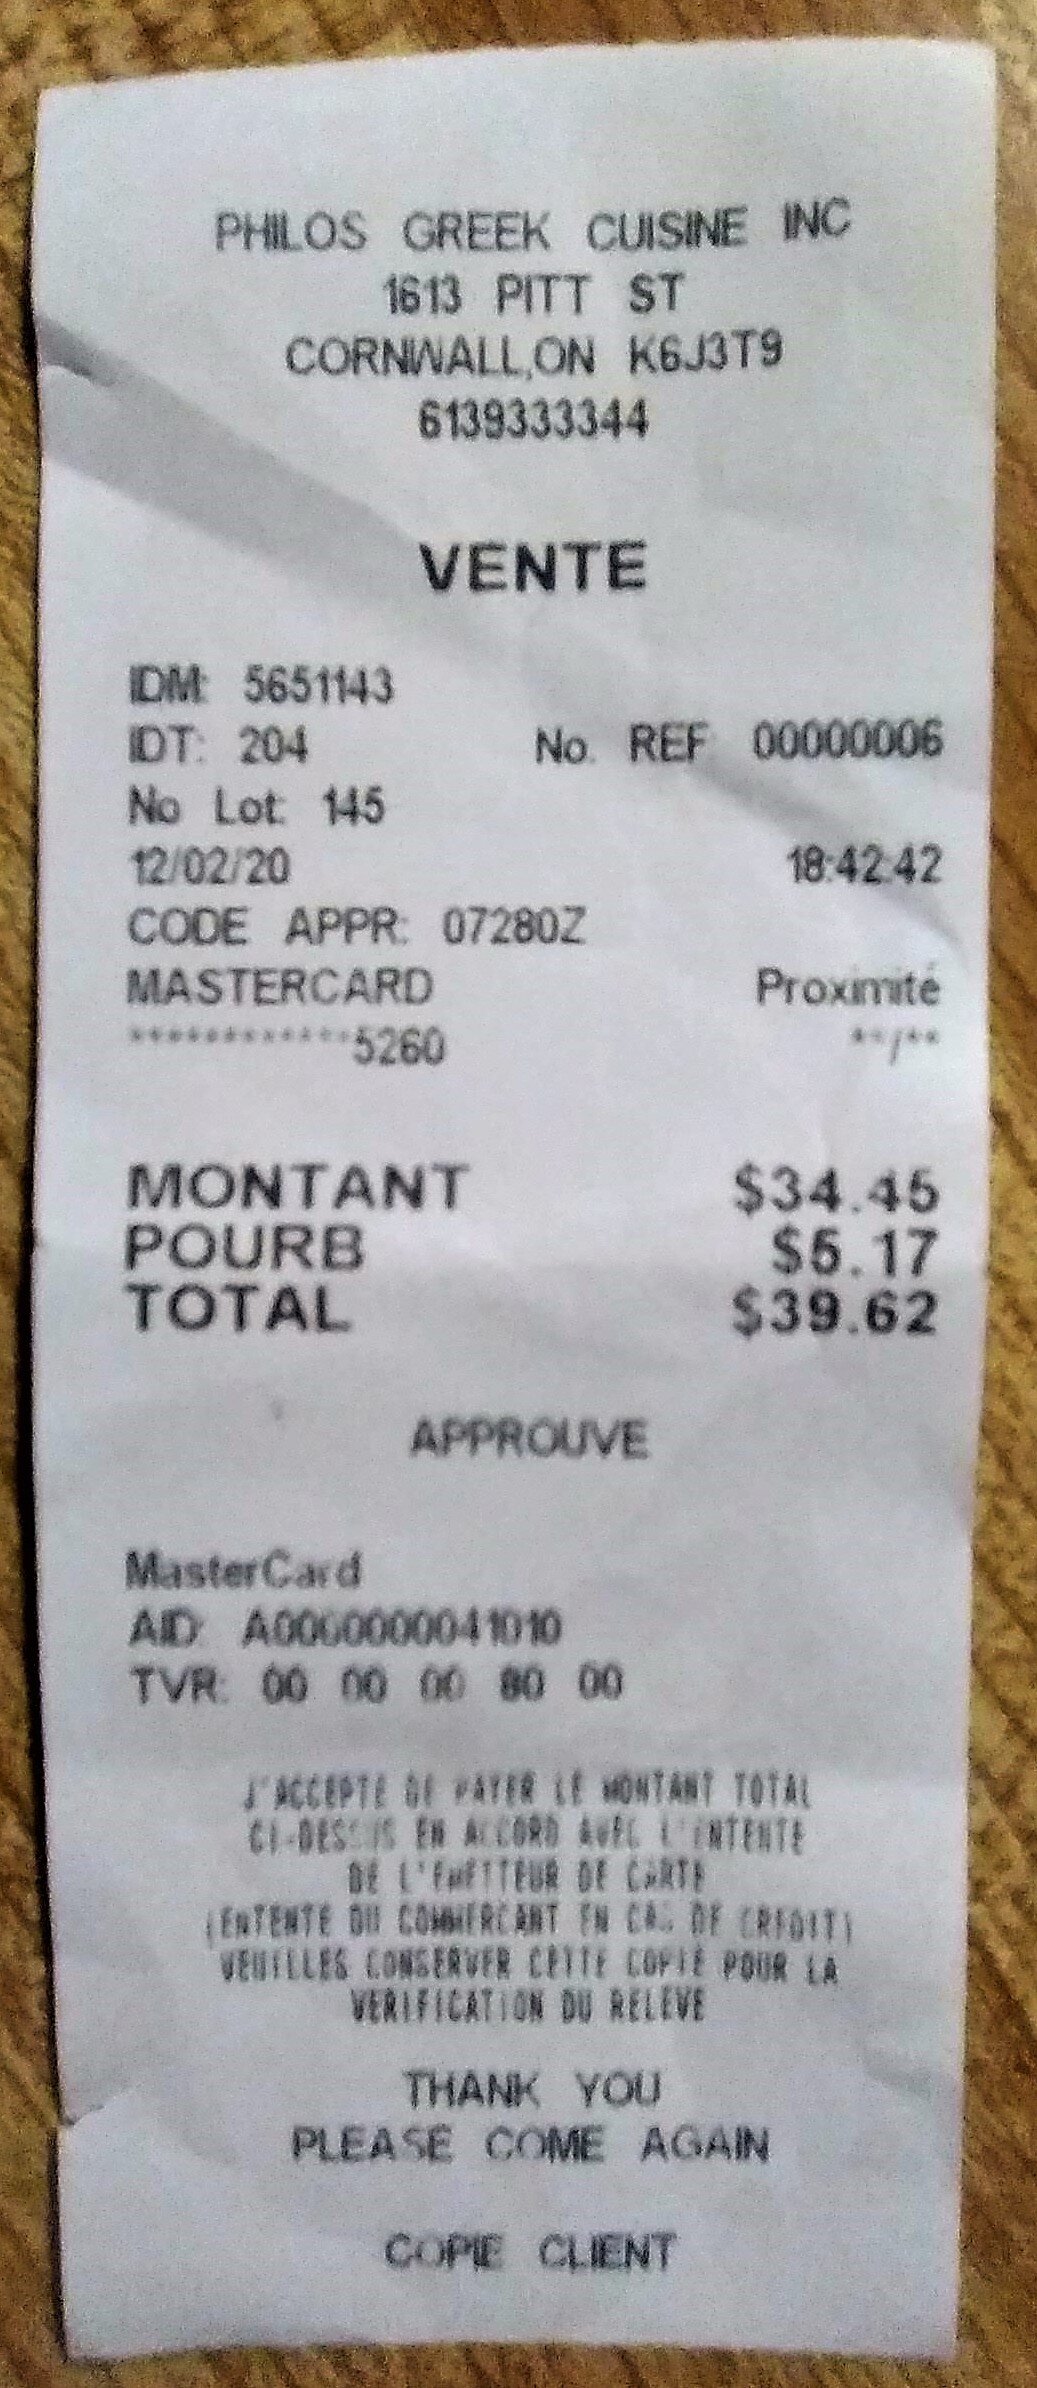 PHILOS GREEK CUISINE INC
1613 PITT ST
CORNWALL,ON K6J3T9
6139333344
VENTE
IDM: 5651143
IDT: 204 No. REF 00000006
No Lot: 145
12/02/20 18:42:42
CODE APPR: 07280Z
MASTERCARD Proximité
************5260 **/**
MONTANT $34.45
POURB $5.17
TOTAL $39.62
APPROUVE
MasterCard
AID: A0000000041010
TVR: 00 00 00 80 00
J'ACCEPTE DE PAYER LE MONTANT TOTAL
CI-DESSUS EN ACCORD AVEC L'ENTENTE
DE L'EMETTEUR DE CARTE
(ENTENTE DU COMMERCANT EN CAS DE CREDIT)
VEUILLES CONSERVER CETTE COPIE POUR LA
VERIFICATION DU RELEVE
THANK YOU
PLEASE COME AGAIN
COPIE CLIENT